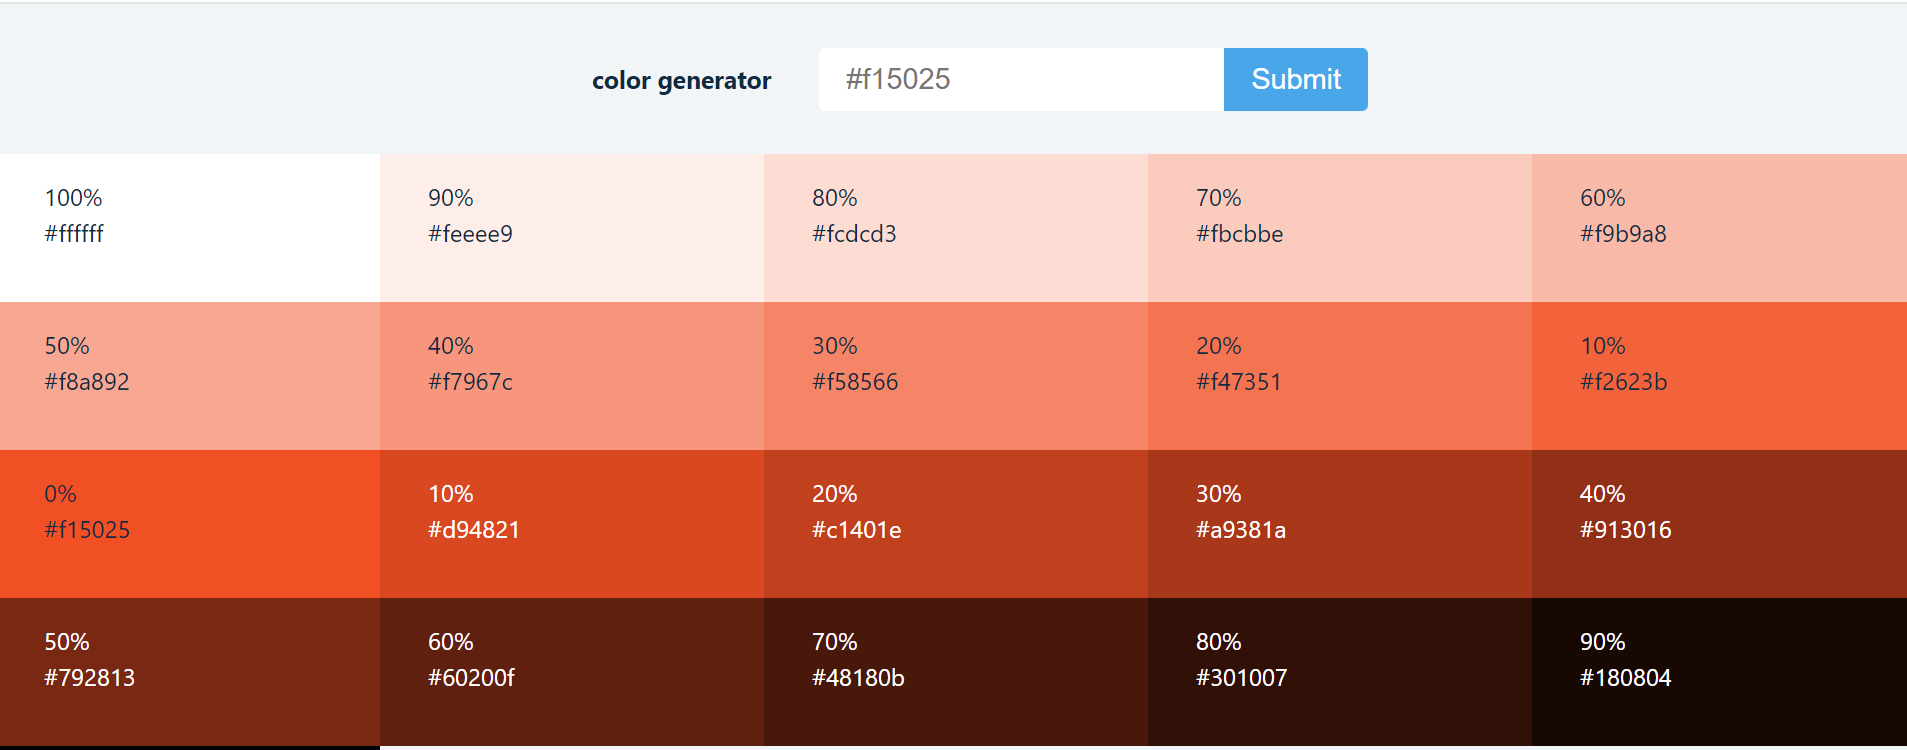 color generator
#f15025
Submit
100%
#ffffff
90%
#feeee9
80%
#fcdcd3
70%
#fbcbbe
60%
#f9b9a8
50%
#f8a892
40%
#f7967c
30%
#f58566
20%
#f47351
10%
#f2623b
0%
#f15025
10%
#d94821
20%
#c1401e
30%
#a9381a
40%
#913016
50%
#792813
60%
#60200f
70%
#48180b
80%
#301007
90%
#180804